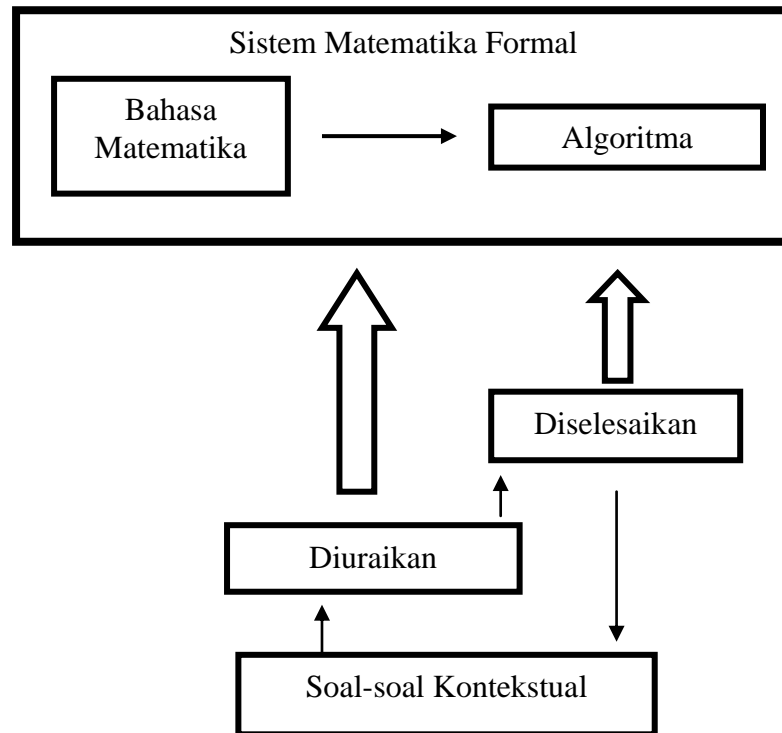 Sistem Matematika Formal
Bahasa
Matematika
Algoritma
Diselesaikan
Diuraikan
Soal-soal Kontekstual